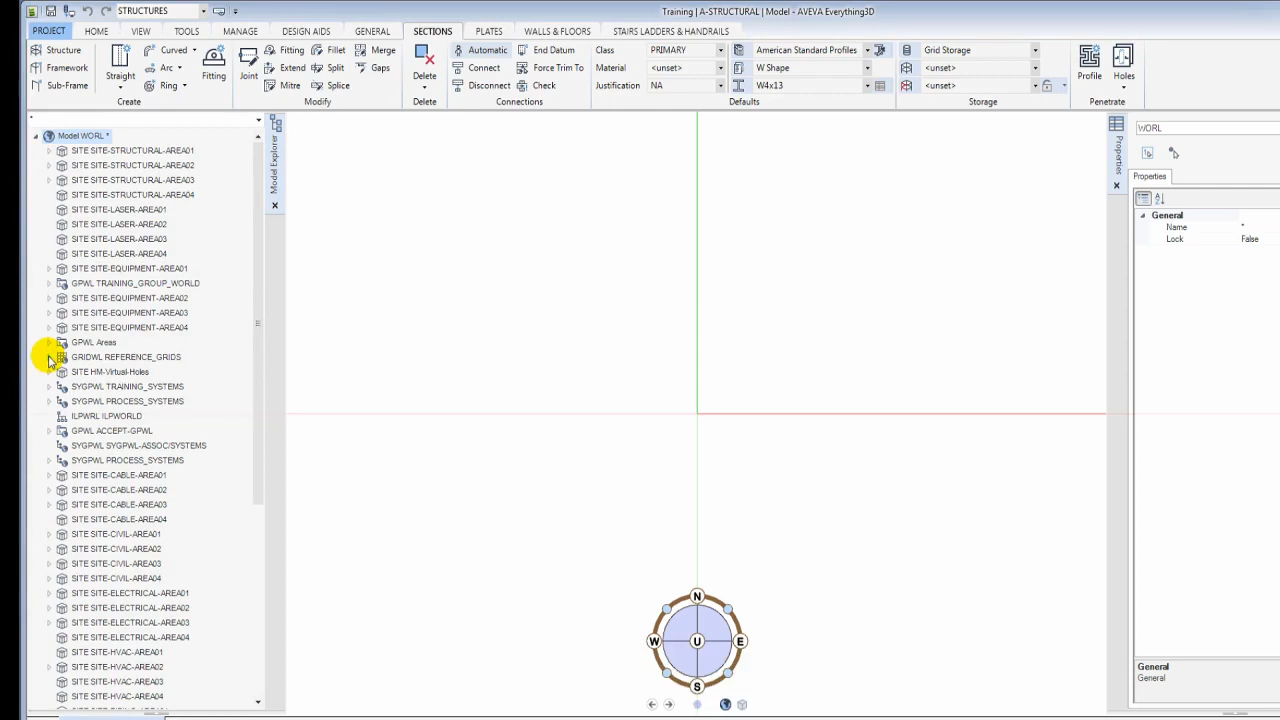 STRUCTURES
Training | A-STRUCTURAL | Model - AVEVA Everything3D
PROJECT HOME VIEW TOOLS MANAGE GENERAL DESIGN AIDS SECTIONS PLATES WALLS & FLOORS STAIRS LADDERS & HANDRAILS
Structure
Framework
Sub-Frame
Straight
Curved
Arc
Ring
Fitting
Create
Joint
Fitting
Extend
Mitre
Fillet
Split
Splice
Merge
Gaps
Modify
Delete
Delete
Automatic
Connect
Disconnect
End Datum
Force Trim To
Check
Connections
Class PRIMARY
Material <unset>
Justification NA
American Standard Profiles
W Shape
W4x13
Defaults
Grid Storage
<unset>
<unset>
Storage
Profile
Holes
Penetrate
*
Model WORL *
SITE SITE-STRUCTURAL-AREA01
SITE SITE-STRUCTURAL-AREA02
SITE SITE-STRUCTURAL-AREA03
SITE SITE-STRUCTURAL-AREA04
SITE SITE-LASER-AREA01
SITE SITE-LASER-AREA02
SITE SITE-LASER-AREA03
SITE SITE-LASER-AREA04
SITE SITE-EQUIPMENT-AREA01
GPWL TRAINING_GROUP_WORLD
SITE SITE-EQUIPMENT-AREA02
SITE SITE-EQUIPMENT-AREA03
SITE SITE-EQUIPMENT-AREA04
GPWL Areas
GRIDWL REFERENCE_GRIDS
SITE HM-Virtual-Holes
SYGPWL TRAINING_SYSTEMS
SYGPWL PROCESS_SYSTEMS
ILPWRL ILPWORLD
GPWL ACCEPT-GPWL
SYGPWL SYGPWL-ASSOC/SYSTEMS
SYGPWL PROCESS_SYSTEMS
SITE SITE-CABLE-AREA01
SITE SITE-CABLE-AREA02
SITE SITE-CABLE-AREA03
SITE SITE-CABLE-AREA04
SITE SITE-CIVIL-AREA01
SITE SITE-CIVIL-AREA02
SITE SITE-CIVIL-AREA03
SITE SITE-CIVIL-AREA04
SITE SITE-ELECTRICAL-AREA01
SITE SITE-ELECTRICAL-AREA02
SITE SITE-ELECTRICAL-AREA03
SITE SITE-ELECTRICAL-AREA04
SITE SITE-HVAC-AREA01
SITE SITE-HVAC-AREA02
SITE SITE-HVAC-AREA03
SITE SITE-HVAC-AREA04
Model Explorer
N
W U E
S
Properties
WORL
Properties
General
Name *
Lock False
General
General